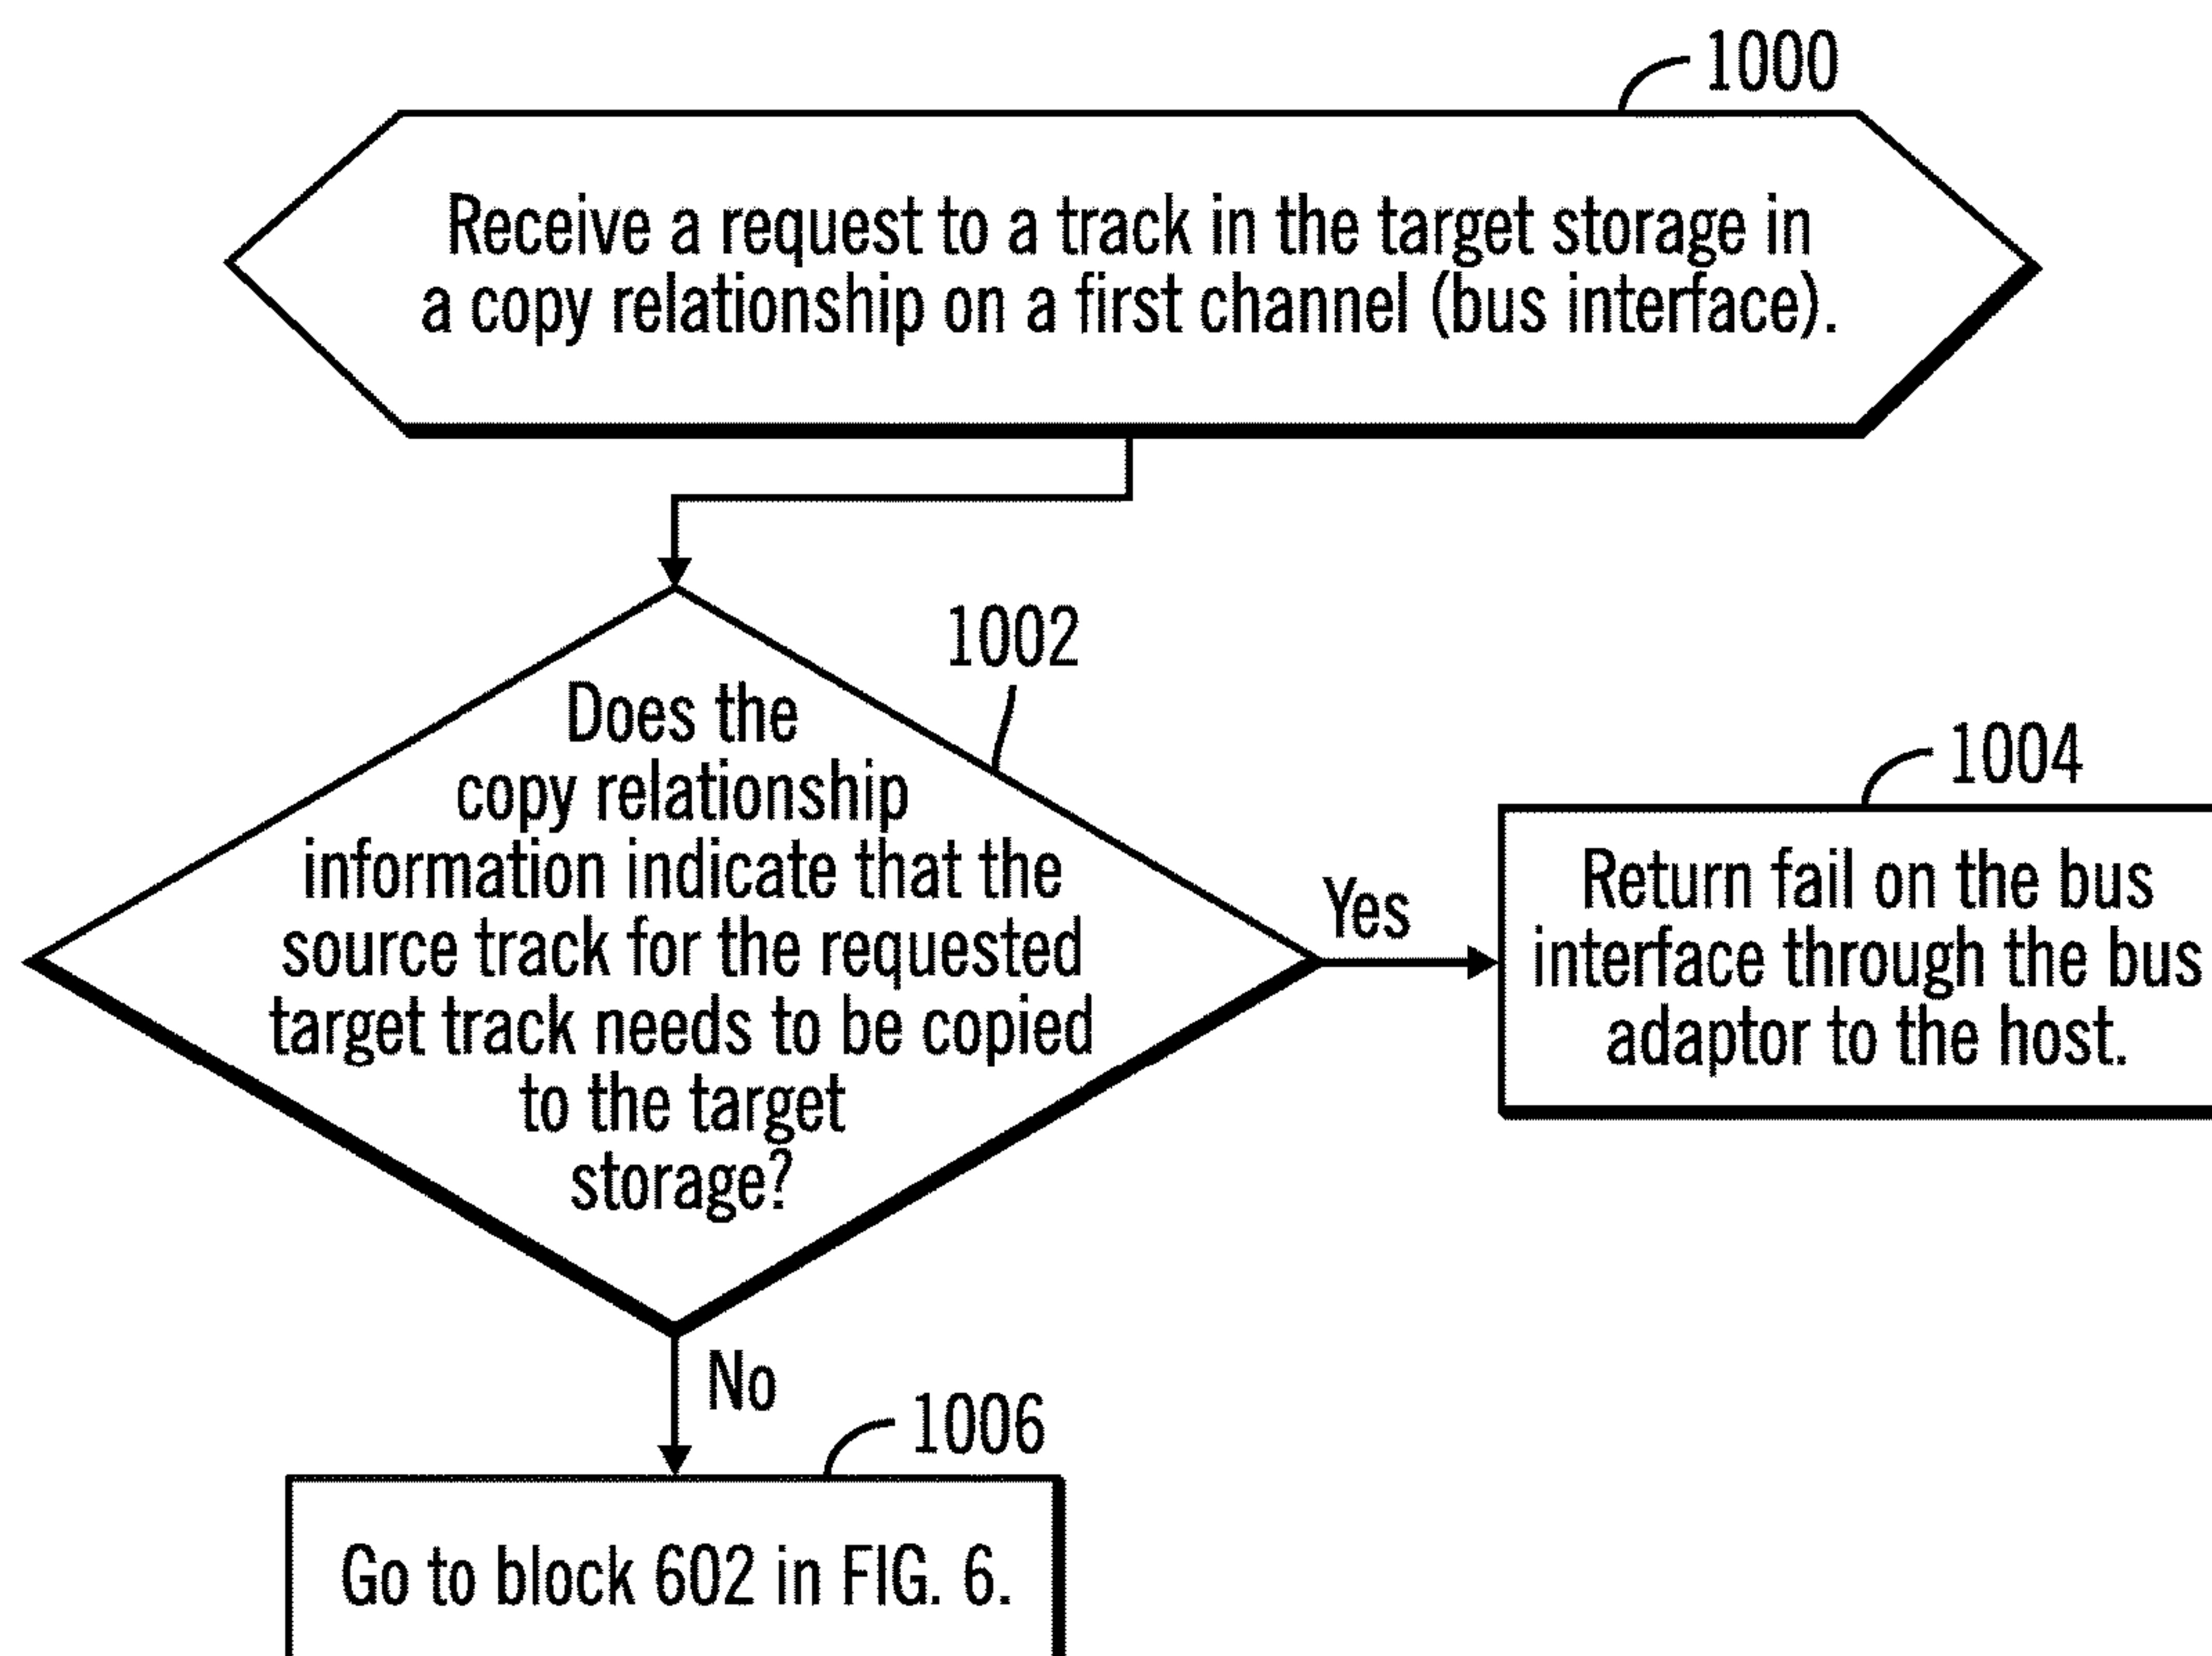 1000
Receive a request to a track in the target storage in
a copy relationship on a first channel (bus interface).
1002
Does the
copy relationship
information indicate that the
source track for the requested
target track needs to be copied
to the target
storage?
Yes
1004
Return fail on the bus
interface through the bus
adaptor to the host.
No
1006
Go to block 602 in FIG. 6.